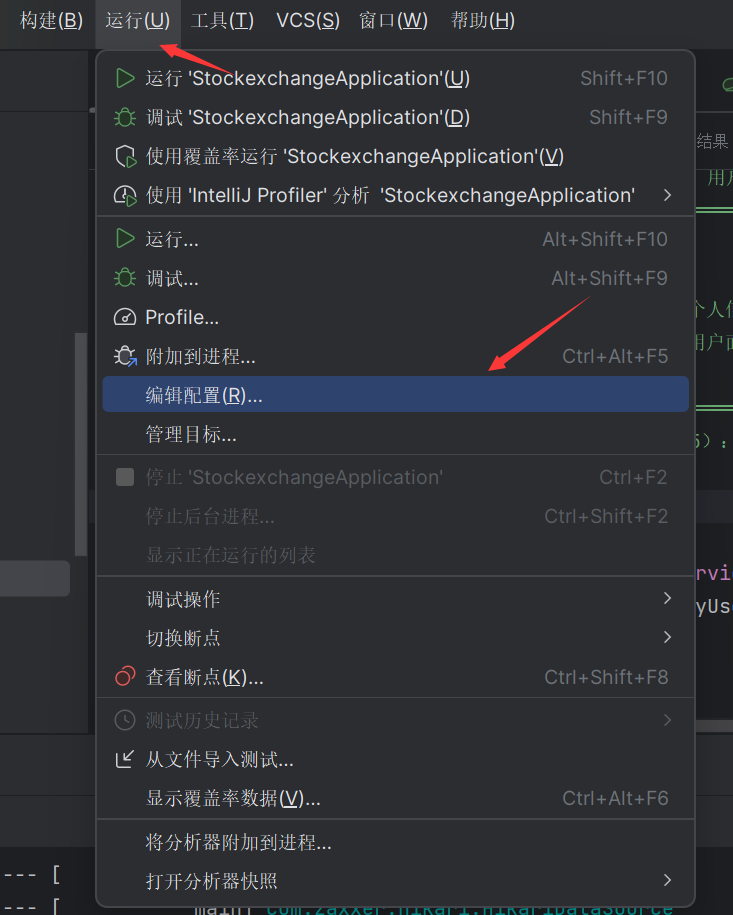 构建(B) 运行(U) 工具(T) VCS(S) 窗口(W) 帮助(H)
运行 'StockexchangeApplication'(U) Shift+F10
调试 'StockexchangeApplication'(D) Shift+F9
结果
使用覆盖率运行 'StockexchangeApplication'(V)
用户
使用 'IntelliJ Profiler' 分析 'StockexchangeApplication'
运行... Alt+Shift+F10
调试... Alt+Shift+F9
Profile...
个人信
用户面
附加到进程... Ctrl+Alt+F5
编辑配置(R)...
管理目标...
):
停止 'StockexchangeApplication' Ctrl+F2
停止后台进程... Ctrl+Shift+F2
显示正在运行的列表
rvi
调试操作
yUs
切换断点
查看断点(K)... Ctrl+Shift+F8
测试历史记录
从文件导入测试...
显示覆盖率数据(V)... Ctrl+Alt+F6
将分析器附加到进程...
--- [
打开分析器快照
--- [ main] com.zaxxer.hikari.HikariDataSource